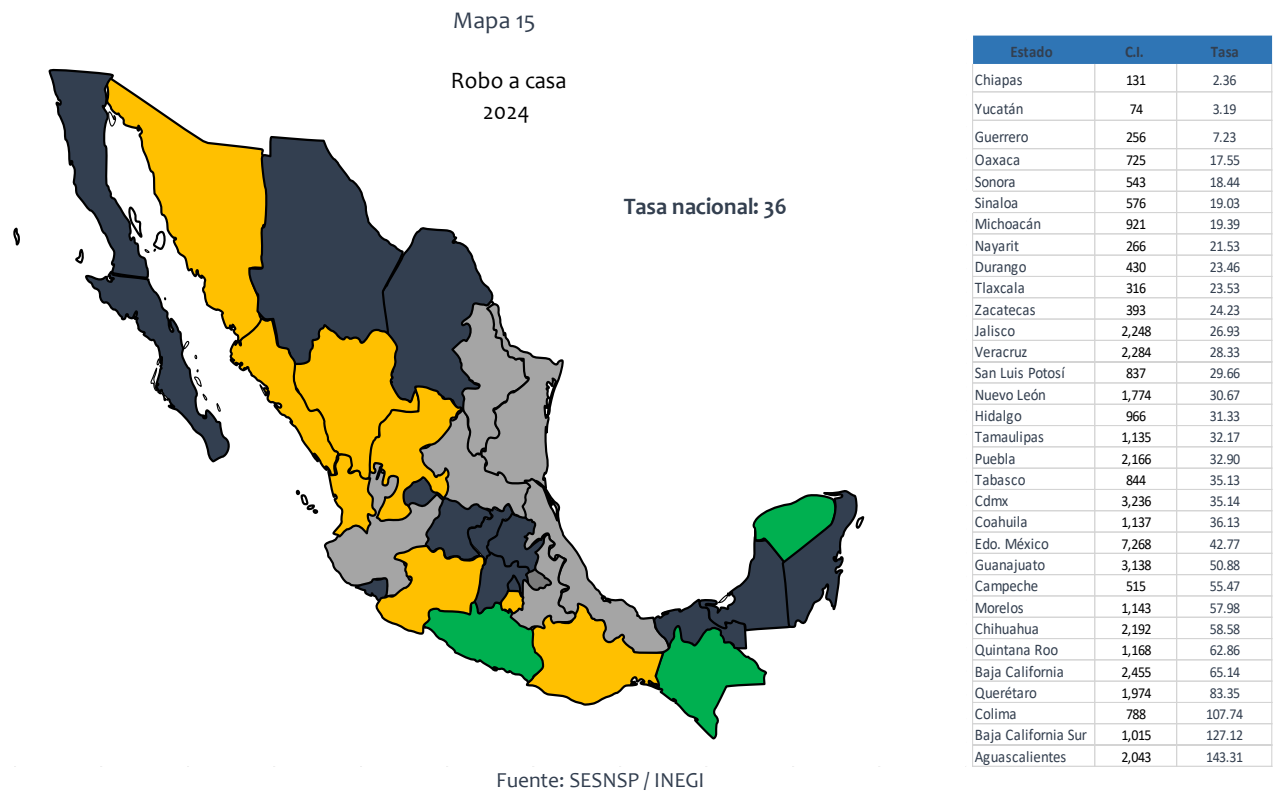 Mapa 15
Robo a casa
2024
Tasa nacional: 36
Estado C.I. Tasa
Chiapas 131 2.36
Yucatán 74 3.19
Guerrero 256 7.23
Oaxaca 725 17.55
Sonora 543 18.44
Sinaloa 576 19.03
Michoacán 921 19.39
Nayarit 266 21.53
Durango 430 23.46
Tlaxcala 316 23.53
Zacatecas 393 24.23
Jalisco 2,248 26.93
Veracruz 2,284 28.33
San Luis Potosí 837 29.66
Nuevo León 1,774 30.67
Hidalgo 966 31.33
Tamaulipas 1,135 32.17
Puebla 2,166 32.90
Tabasco 844 35.13
Cdmx 3,236 35.14
Coahuila 1,137 36.13
Edo. México 7,268 42.77
Guanajuato 3,138 50.88
Campeche 515 55.47
Morelos 1,143 57.98
Chihuahua 2,192 58.58
Quintana Roo 1,168 62.86
Baja California 2,455 65.14
Querétaro 1,974 83.35
Colima 788 107.74
Baja California Sur 1,015 127.12
Aguascalientes 2,043 143.31
Fuente: SESNSP / INEGI